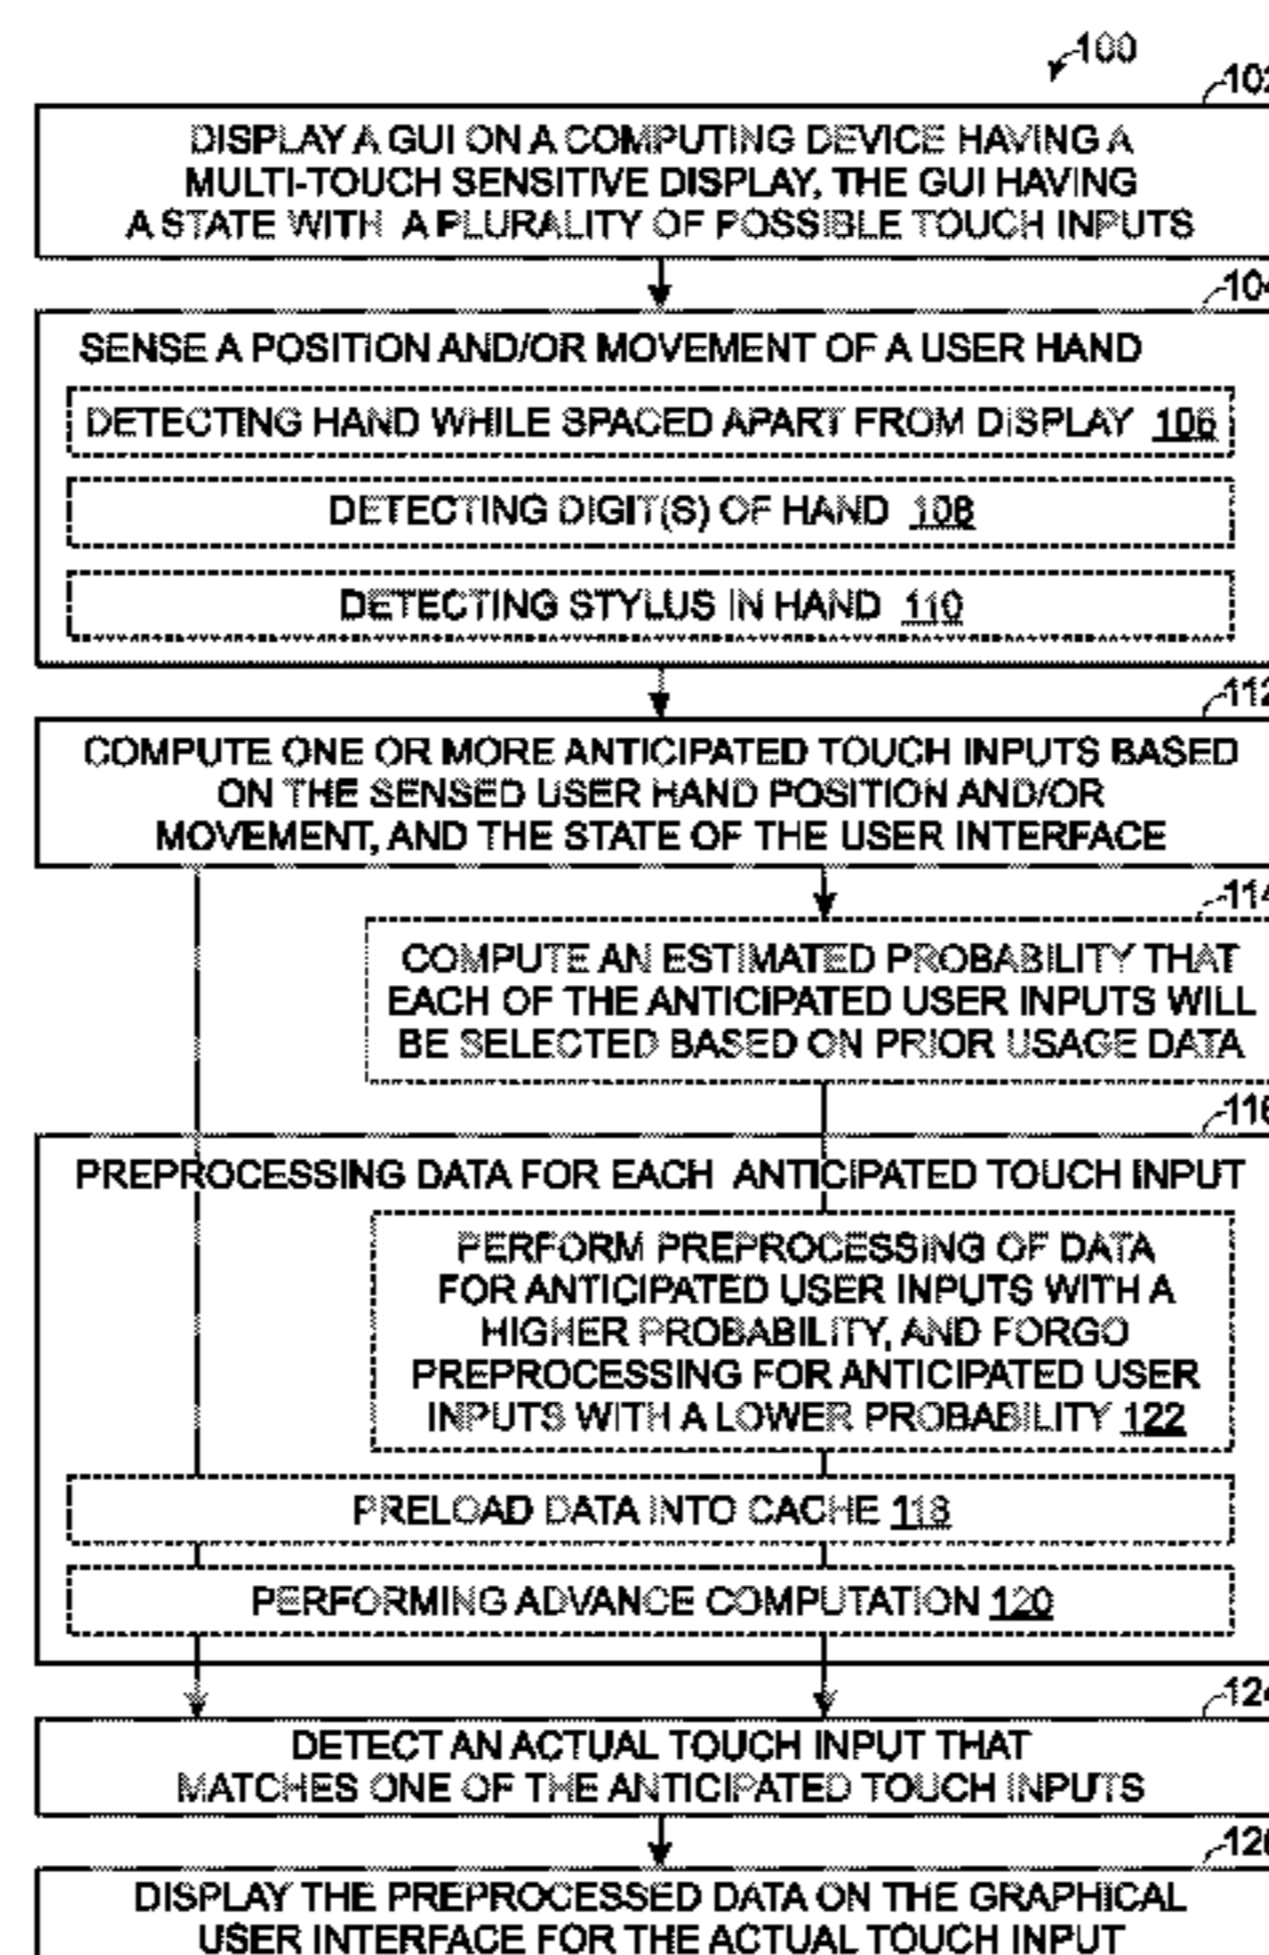 100
102
DISPLAY A GUI ON A COMPUTING DEVICE HAVING A
MULTI-TOUCH SENSITIVE DISPLAY, THE GUI HAVING
A STATE WITH A PLURALITY OF POSSIBLE TOUCH INPUTS
104
SENSE A POSITION AND/OR MOVEMENT OF A USER HAND
DETECTING HAND WHILE SPACED APART FROM DISPLAY 106
DETECTING DIGIT(S) OF HAND 108
DETECTING STYLUS IN HAND 110
112
COMPUTE ONE OR MORE ANTICIPATED TOUCH INPUTS BASED
ON THE SENSED USER HAND POSITION AND/OR
MOVEMENT, AND THE STATE OF THE USER INTERFACE
114
COMPUTE AN ESTIMATED PROBABILITY THAT
EACH OF THE ANTICIPATED USER INPUTS WILL
BE SELECTED BASED ON PRIOR USAGE DATA
116
PREPROCESSING DATA FOR EACH ANTICIPATED TOUCH INPUT
PERFORM PREPROCESSING OF DATA
FOR ANTICIPATED USER INPUTS WITH A
HIGHER PROBABILITY, AND FORGO
PREPROCESSING FOR ANTICIPATED USER
INPUTS WITH A LOWER PROBABILITY 122
PRELOAD DATA INTO CACHE 118
PERFORMING ADVANCE COMPUTATION 120
124
DETECT AN ACTUAL TOUCH INPUT THAT
MATCHES ONE OF THE ANTICIPATED TOUCH INPUTS
126
DISPLAY THE PREPROCESSED DATA ON THE GRAPHICAL
USER INTERFACE FOR THE ACTUAL TOUCH INPUT